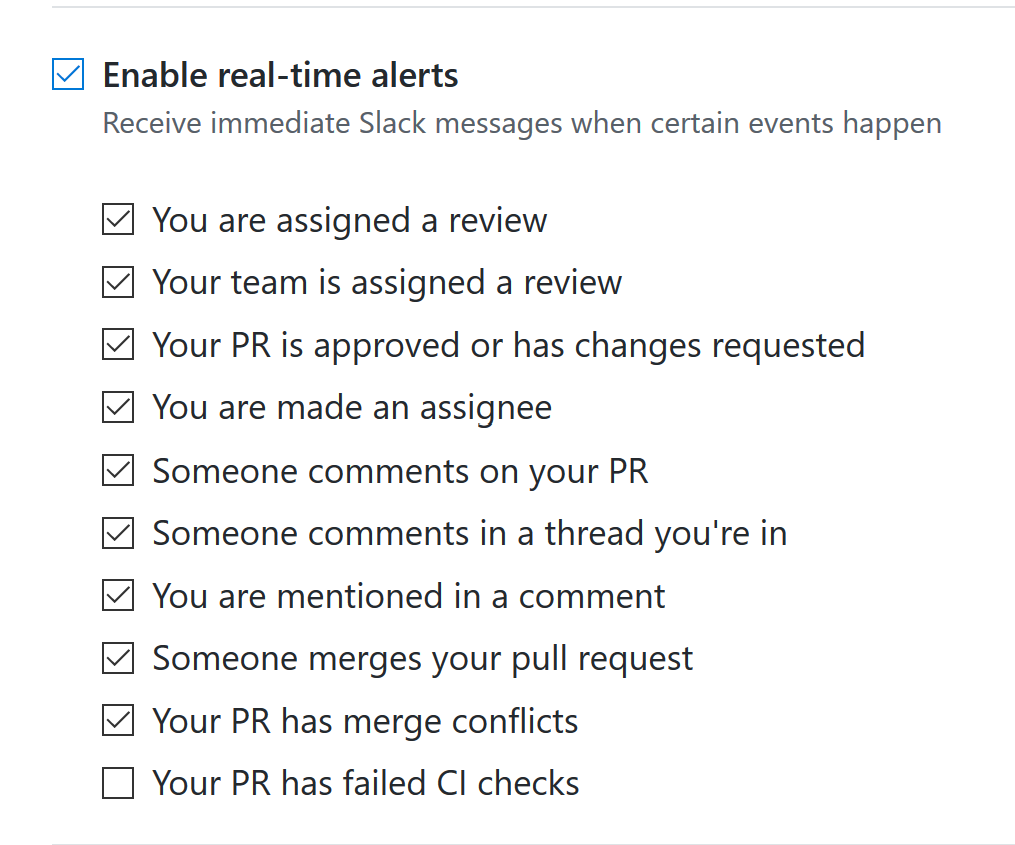 Enable real-time alerts
Receive immediate Slack messages when certain events happen
You are assigned a review
Your team is assigned a review
Your PR is approved or has changes requested
You are made an assignee
Someone comments on your PR
Someone comments in a thread you're in
You are mentioned in a comment
Someone merges your pull request
Your PR has merge conflicts
Your PR has failed CI checks